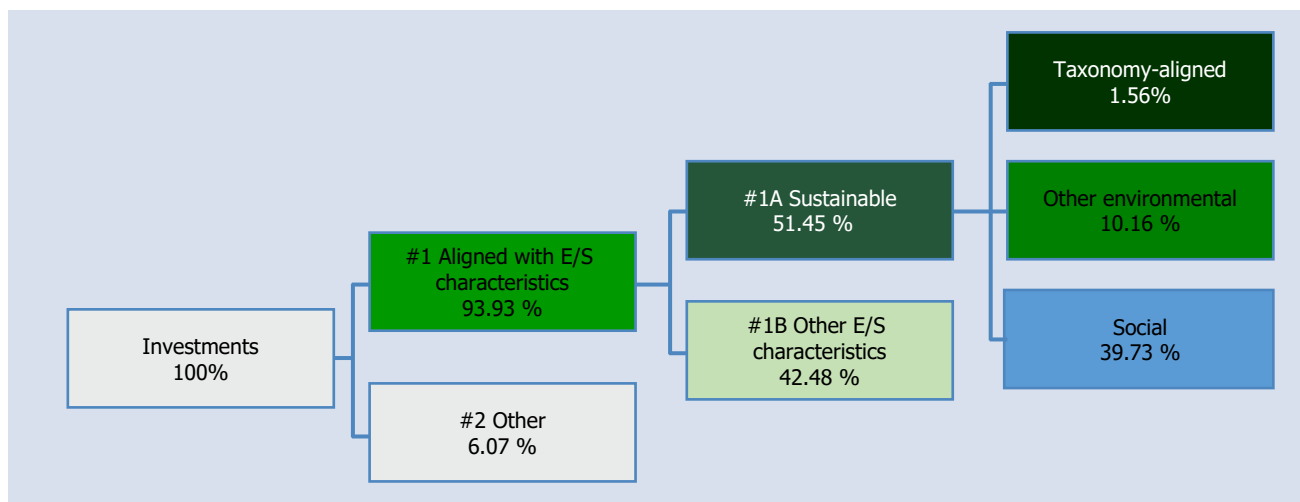 Investments
100%
#1 Aligned with E/S
characteristics
93.93 %
#2 Other
6.07 %
#1A Sustainable
51.45 %
#1B Other E/S
characteristics
42.48 %
Taxonomy-aligned
1.56%
Other environmental
10.16 %
Social
39.73 %